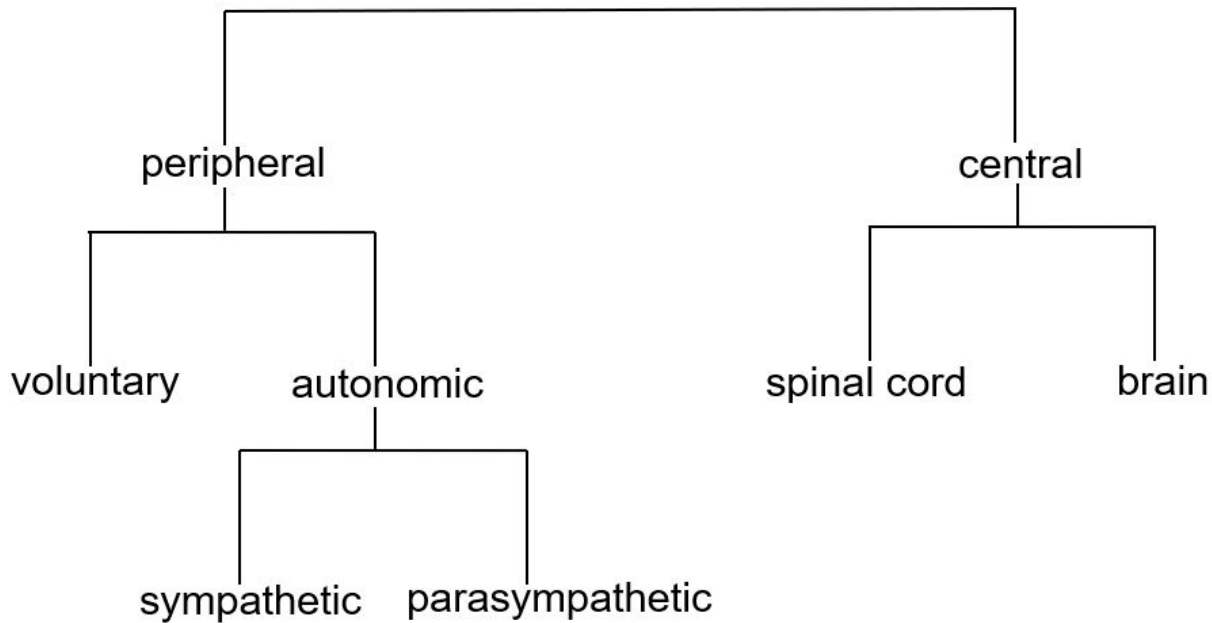 peripheral
central
voluntary
autonomic
spinal cord
brain
sympathetic
parasympathetic